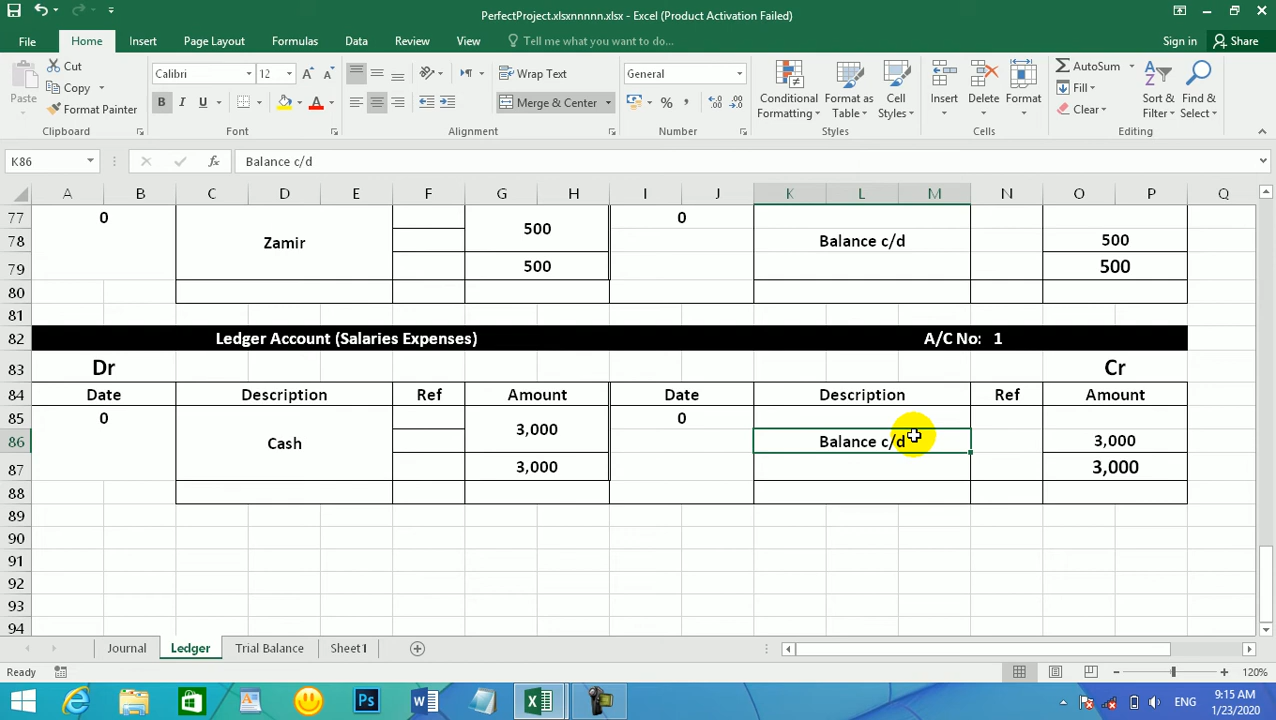 PerfectProject.xlsxnnnnn.xlsx - Excel (Product Activation Failed)
File Home Insert Page Layout Formulas Data Review View Tell me what you want to do... Sign in Share
Paste
Cut
Copy
Format Painter
Clipboard
Calibri 12
B I U A
Font
Wrap Text
Merge & Center
Alignment
General
% ,
Number
Conditional Formatting
Format as Table
Cell Styles
Styles
Insert Delete Format
Cells
AutoSum
Fill
Clear
Sort & Filter
Find & Select
Editing
K86 fx Balance c/d
A B C D E F G H I J K L M N O P Q
77 0 0
78 Zamir 500 Balance c/d 500
79 500 500
80
81
82 Ledger Account (Salaries Expenses) A/C No: 1
83 Dr Cr
84 Date Description Ref Amount Date Description Ref Amount
85 0 0
86 Cash 3,000 Balance c/d 3,000
87 3,000 3,000
88
89
90
91
92
93
94
Journal Ledger Trial Balance Sheet1
Ready 120%
ENG 9:15 AM
1/23/2020